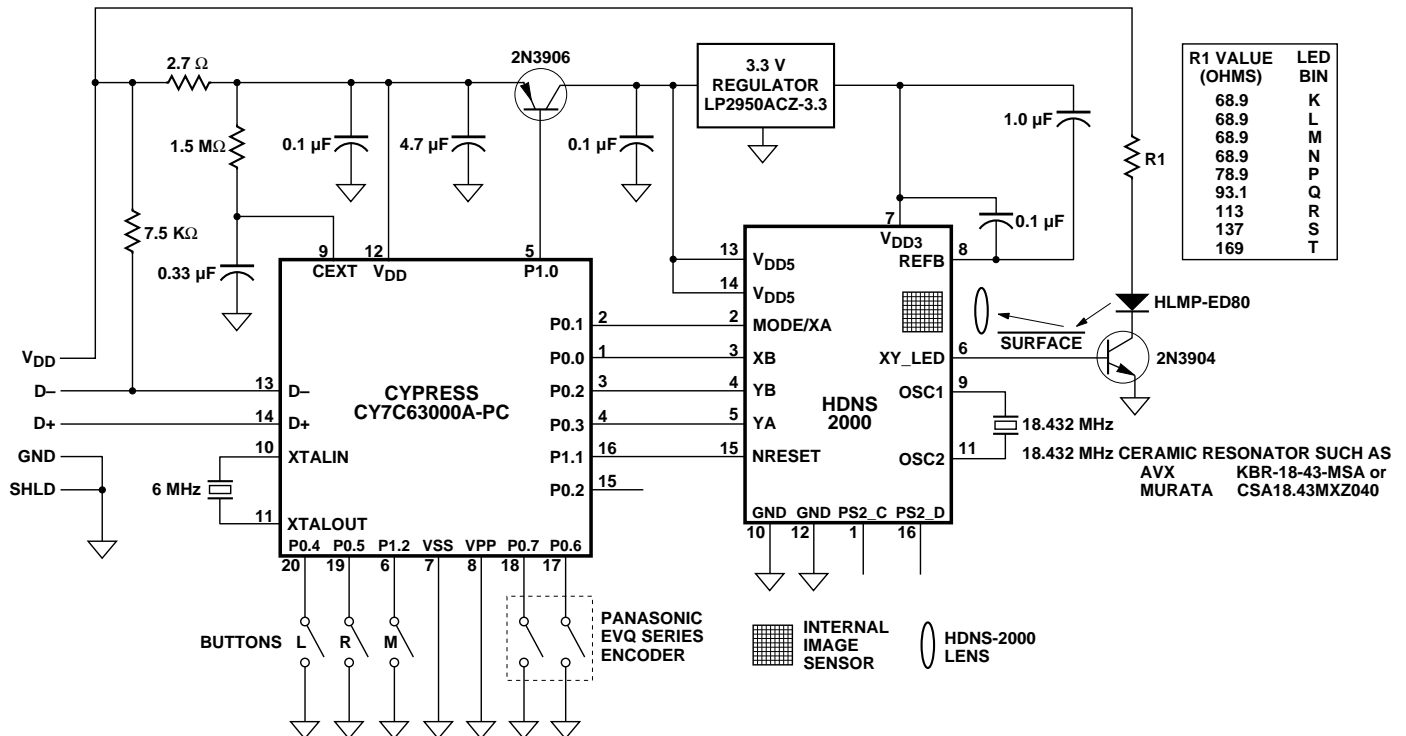 2.7 Ω
2N3906
3.3 V
REGULATOR
LP2950ACZ-3.3
R1 VALUE
(OHMS)
LED
BIN
68.9 K
68.9 L
68.9 M
68.9 N
78.9 P
93.1 Q
113 R
137 S
169 T
1.5 MΩ
0.1 µF
4.7 µF
0.1 µF
1.0 µF
R1
7.5 KΩ
0.33 µF
0.1 µF
9
CEXT
12
VDD
5
P1.0
7
VDD3
13
VDD5
14
VDD5
8
REFB
HLMP-ED80
SURFACE
2N3904
P0.1
2
2
MODE/XA
P0.0
1
3
XB
XY_LED
6
P0.2
3
4
YB
OSC1
9
P0.3
4
5
YA
P1.1
16
15
NRESET
OSC2
11
P0.2
15
VDD
D–
13
D–
D+
14
D+
GND
10
XTALIN
SHLD
6 MHz
11
XTALOUT
CYPRESS
CY7C63000A-PC
HDNS
2000
18.432 MHz
18.432 MHz CERAMIC RESONATOR SUCH AS
AVX KBR-18-43-MSA or
MURATA CSA18.43MXZ040
P0.4 P0.5 P1.2 VSS VPP P0.7 P0.6
20 19 6 7 8 18 17
GND GND PS2_C PS2_D
10 12 1 16
BUTTONS L R M
PANASONIC
EVQ SERIES
ENCODER
INTERNAL
IMAGE
SENSOR
HDNS-2000
LENS